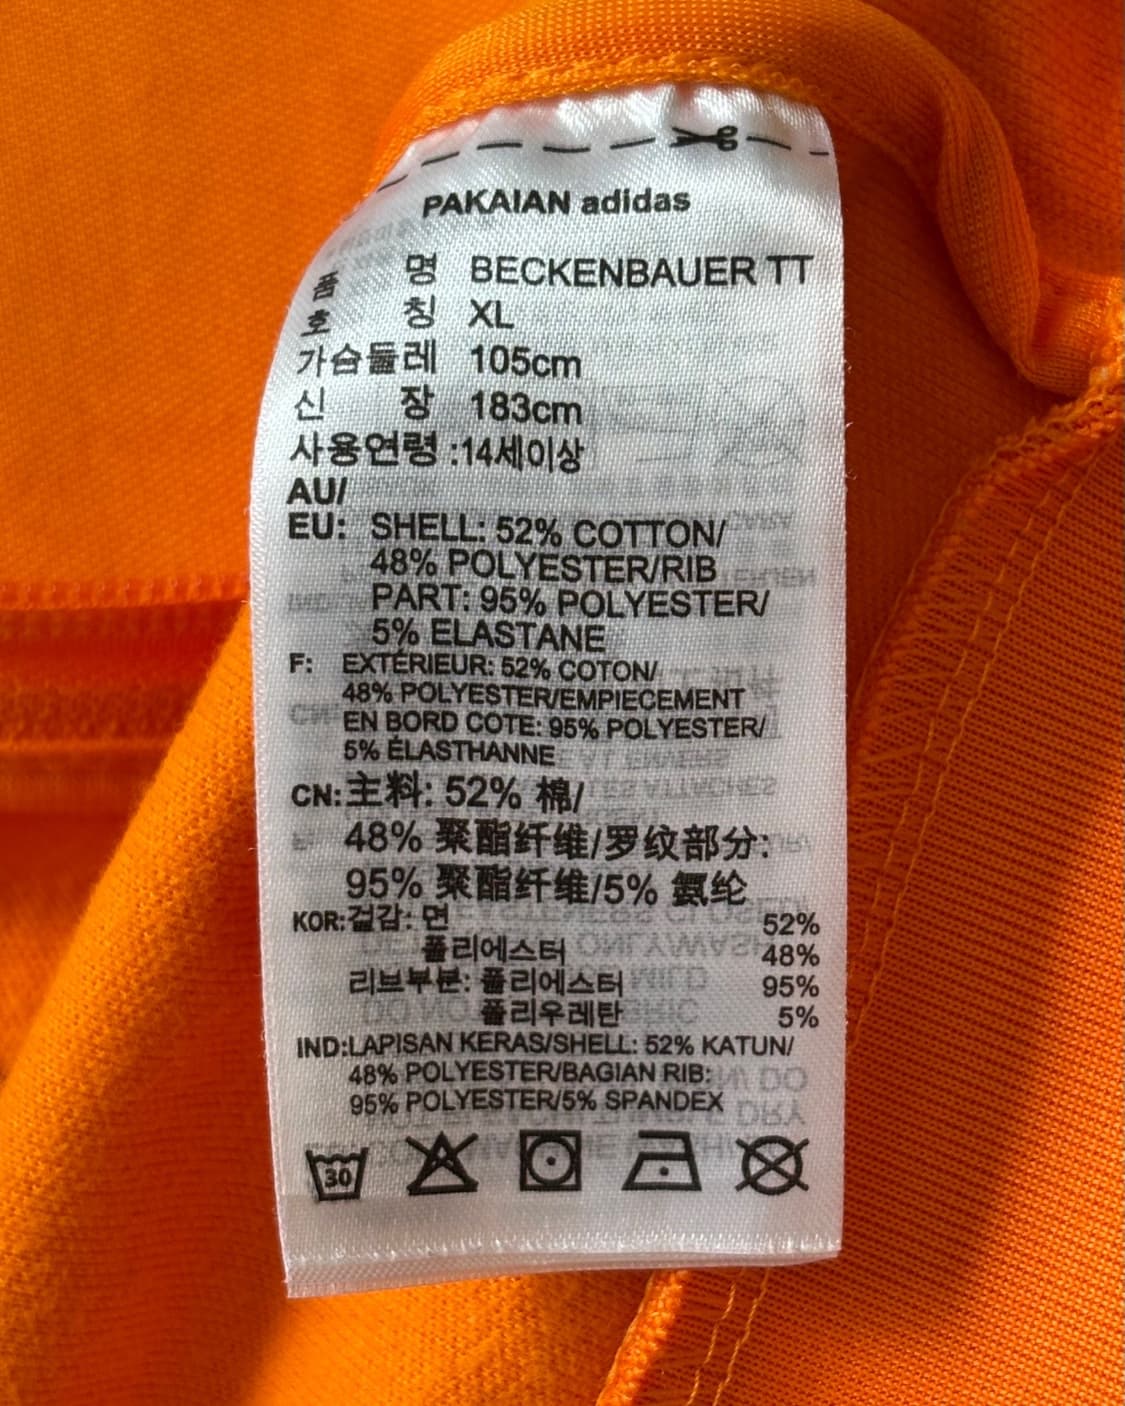 PAKAIAN adidas
품 명 BECKENBAUER TT
호 칭 XL
가슴둘레 105cm
신 장 183cm
사용연령 :14세이상
AU/
EU: SHELL: 52% COTTON/
48% POLYESTER/RIB
PART: 95% POLYESTER/
5% ELASTANE
F: EXTÉRIEUR: 52% COTON/
48% POLYESTER/EMPIECEMENT
EN BORD COTE: 95% POLYESTER/
5% ÉLASTHANNE
CN:主料: 52% 棉/
48% 聚酯纤维/罗纹部分:
95% 聚酯纤维/5% 氨纶
KOR:겉감: 면 52%
폴리에스터 48%
리브부분: 폴리에스터 95%
폴리우레탄 5%
IND:LAPISAN KERAS/SHELL: 52% KATUN/
48% POLYESTER/BAGIAN RIB:
95% POLYESTER/5% SPANDEX
30